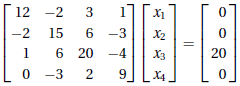 12 −2 3 1 x₁ 0
−2 15 6 −3 x₂ = 0
1 6 20 −4 x₃ 20
0 −3 2 9 x₄ 0